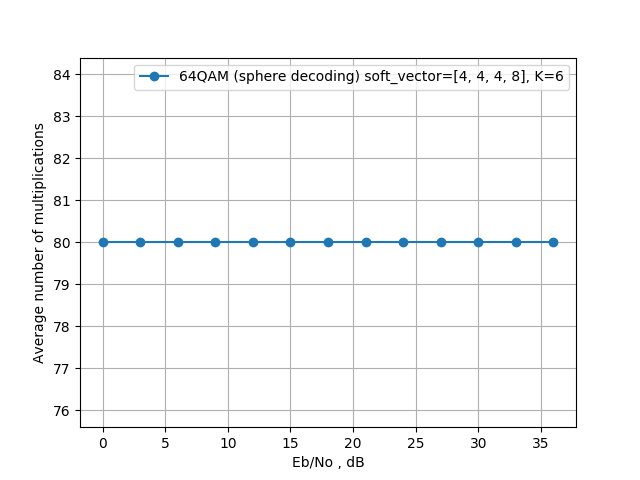 64QAM (sphere decoding) soft_vector=[4, 4, 4, 8], K=6
84
83
82
81
80
79
78
77
76
Average number of multiplications
0 5 10 15 20 25 30 35
Eb/No , dB